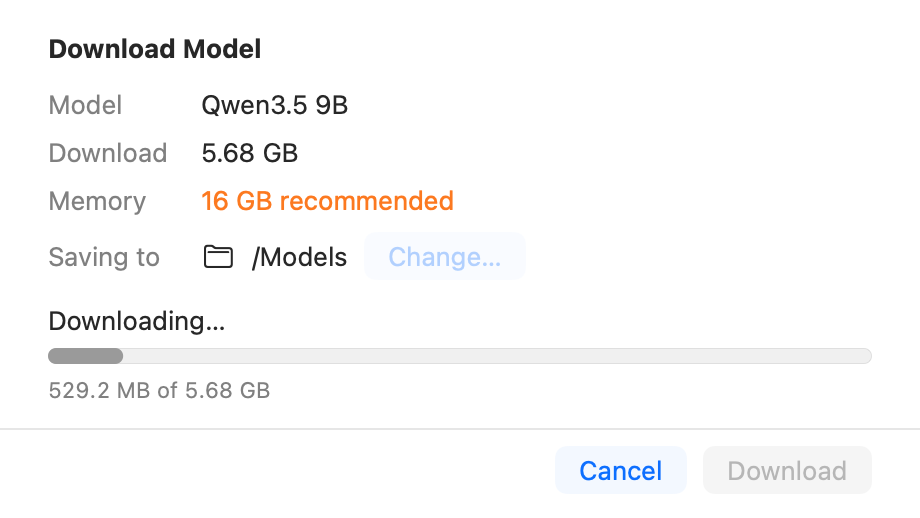 Download Model
Model Qwen3.5 9B
Download 5.68 GB
Memory 16 GB recommended
Saving to /Models Change...
Downloading...
529.2 MB of 5.68 GB
Cancel Download